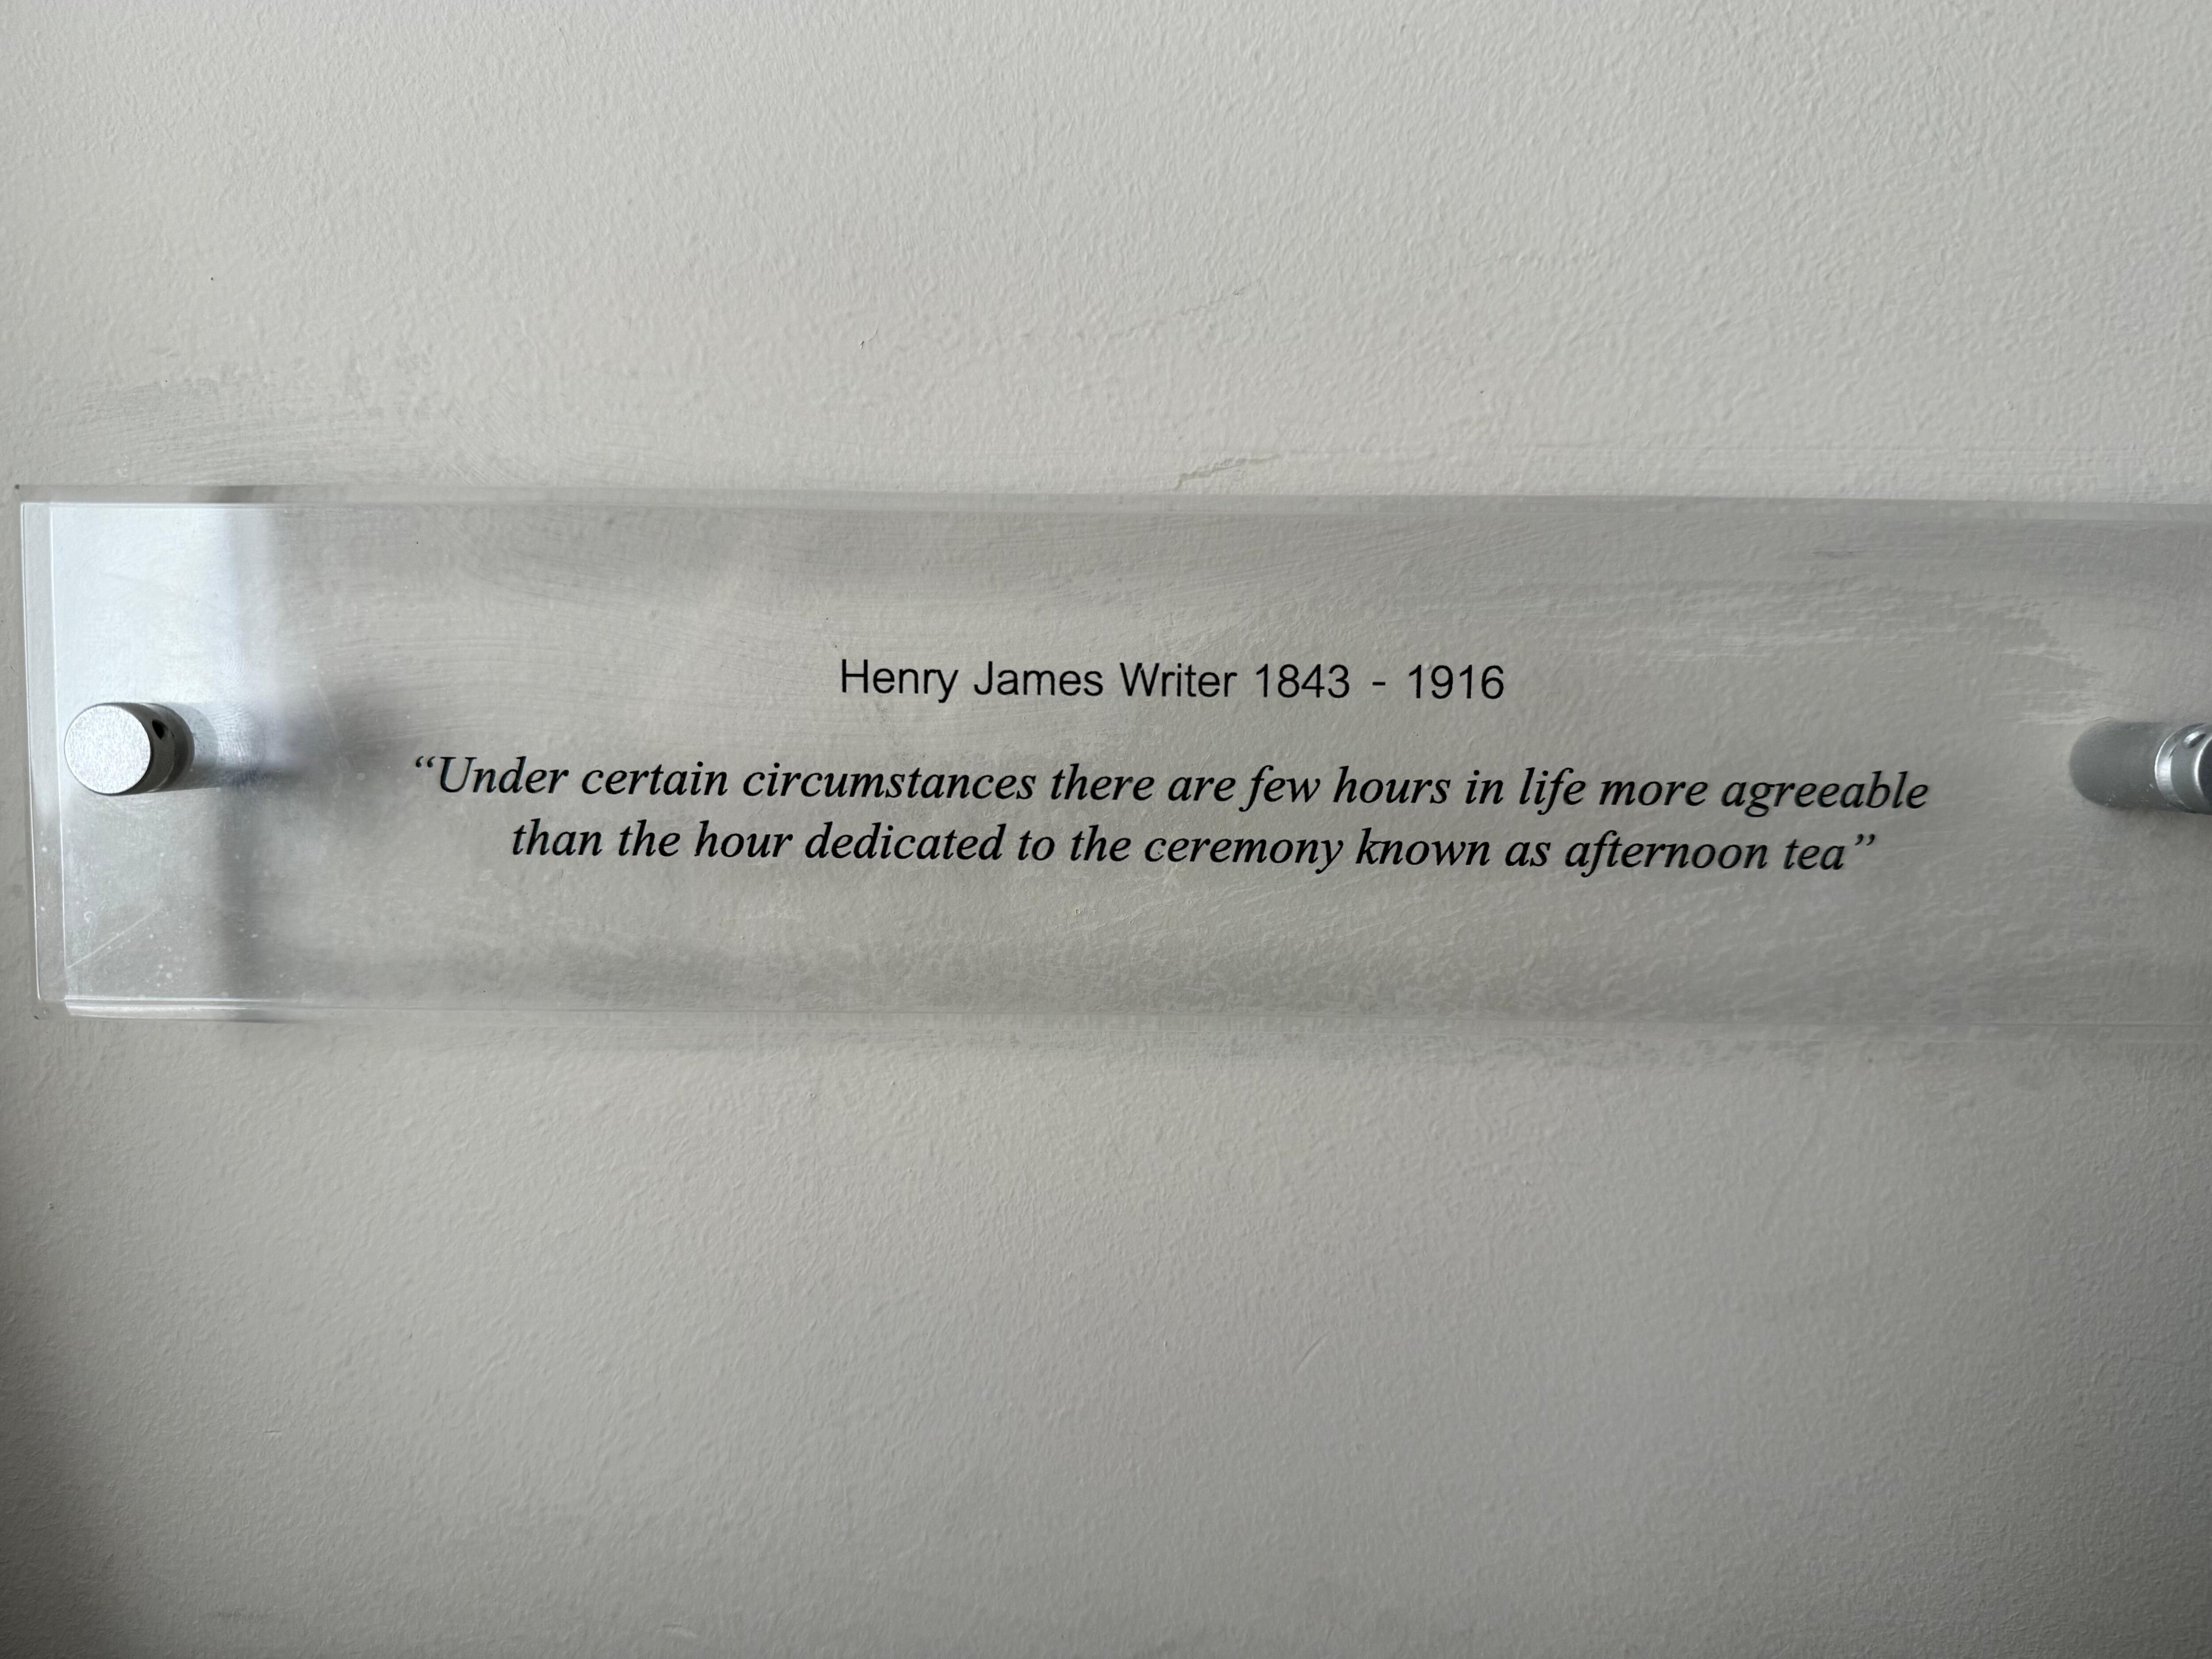 Henry James Writer 1843 - 1916
“Under certain circumstances there are few hours in life more agreeable
than the hour dedicated to the ceremony known as afternoon tea”